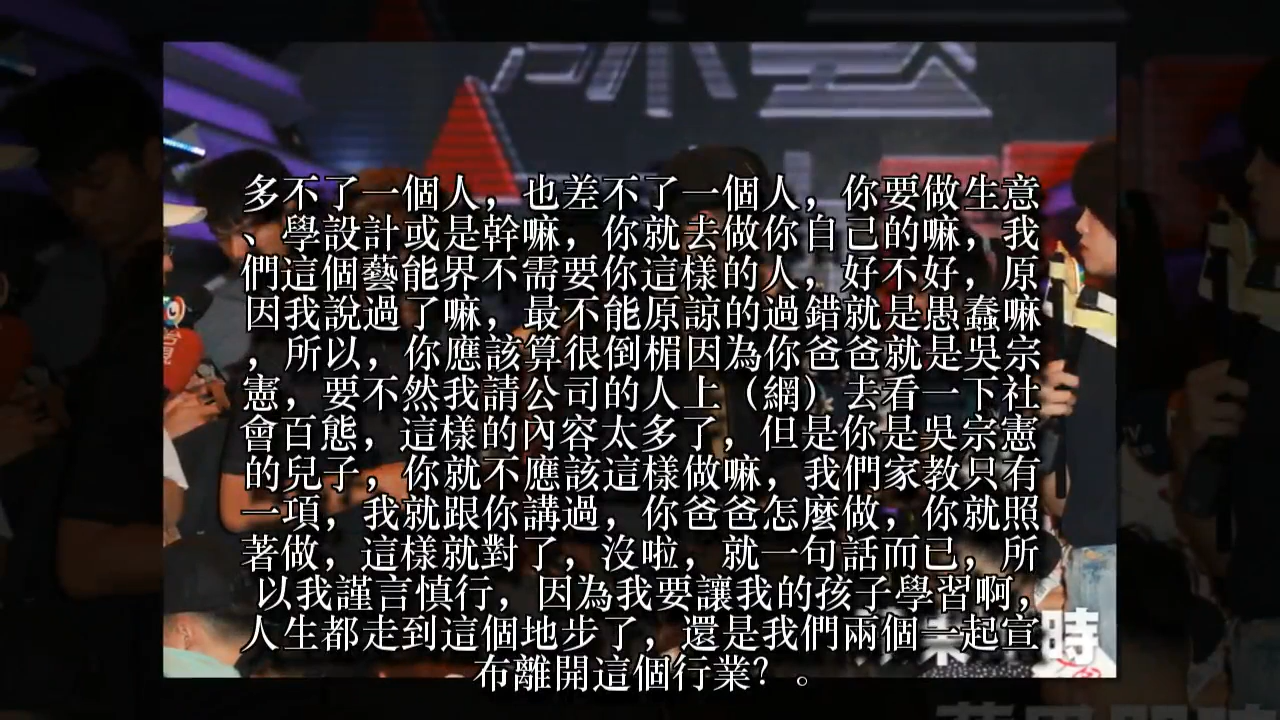 多不了一個人，也差不了一個人，你要做生意
、學設計或是幹嘛，你就去做你自己的嘛，我
們這個藝能界不需要你這樣的人，好不好，原
因我說過了嘛，最不能原諒的過錯就是愚蠢嘛
，所以，你應該算很倒楣因為你爸爸就是吳宗
憲，要不然我請公司的人上（網）去看一下社
會百態，這樣的內容太多了，但是你是吳宗憲
的兒子，你就不應該這樣做嘛，我們家教只有
一項，我就跟你講過，你爸爸怎麼做，你就照
著做，這樣就對了，沒啦，就一句話而已，所
以我謹言慎行，因為我要讓我的孩子學習啊，
人生都走到這個地步了，還是我們兩個一起宣
布離開這個行業？。
時